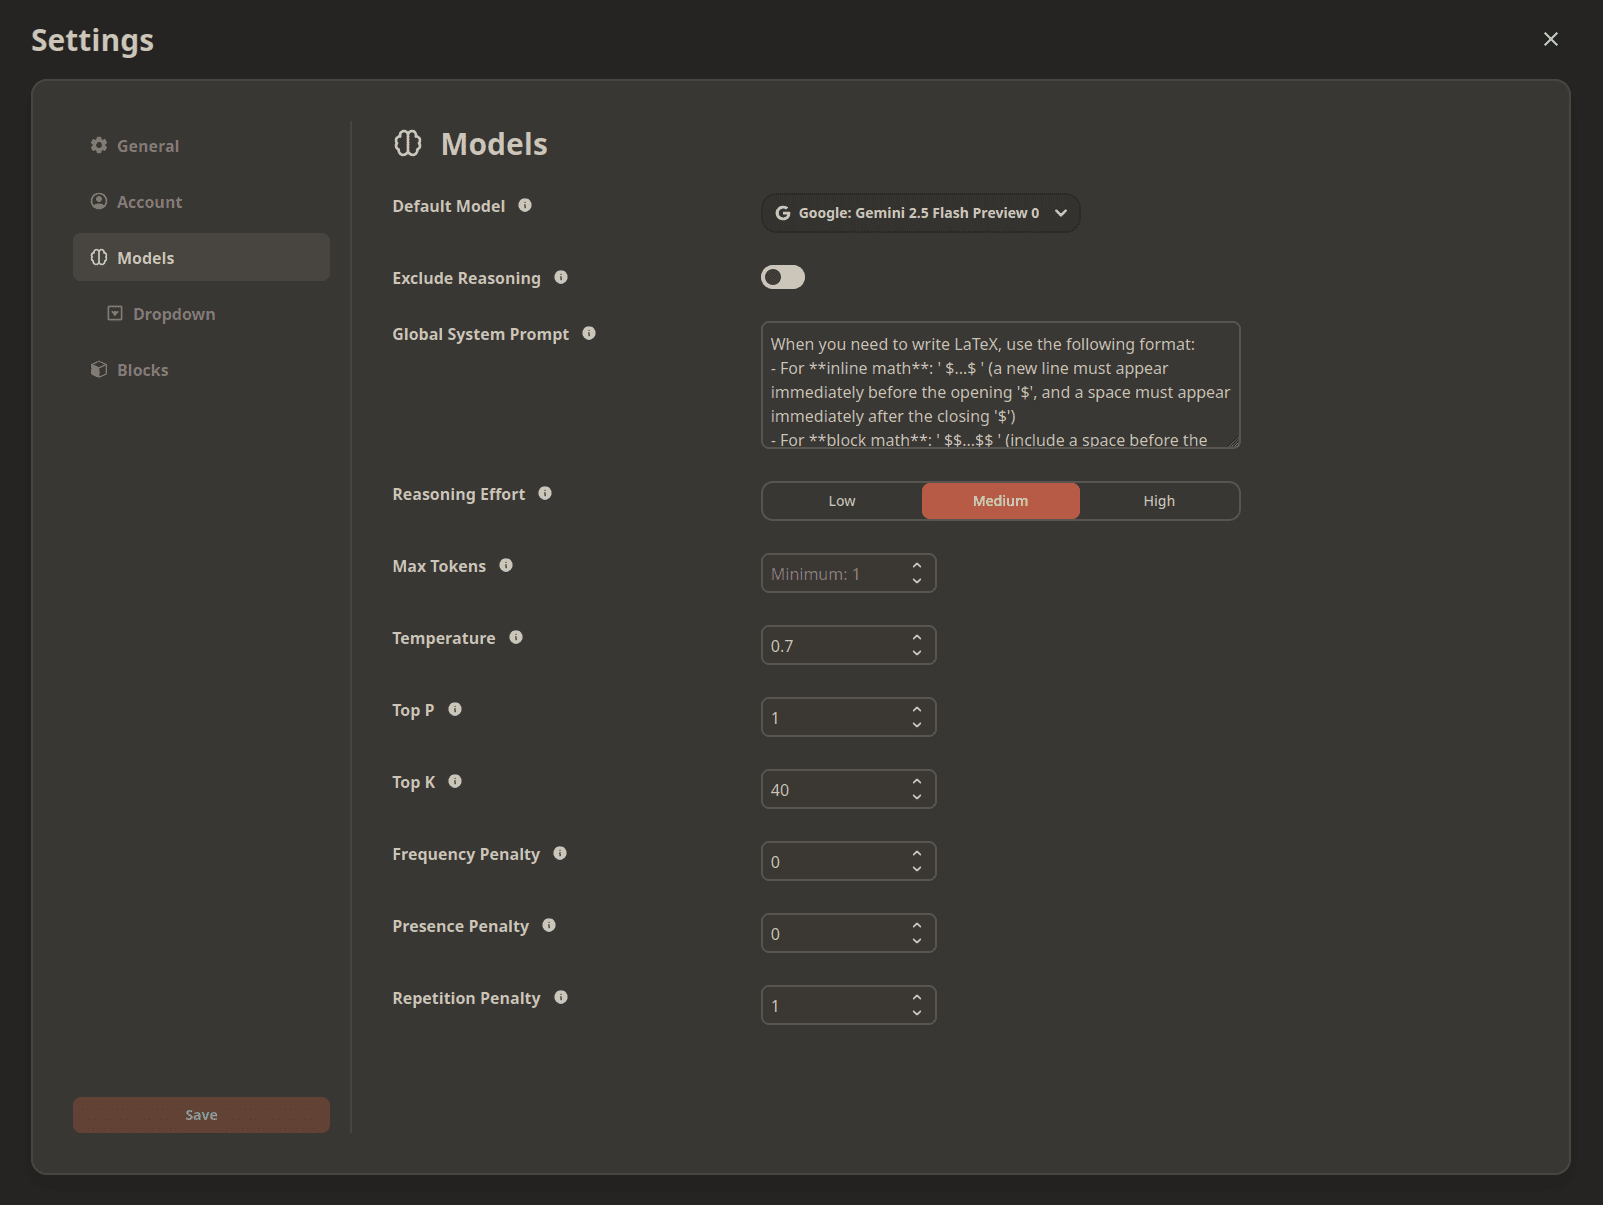 Settings
General
Account
Models
Dropdown
Blocks
Save
Models
Default Model
Google: Gemini 2.5 Flash Preview 0
Exclude Reasoning
Global System Prompt
When you need to write LaTeX, use the following format:
- For **inline math**: ' $...$ ' (a new line must appear
immediately before the opening '$', and a space must appear
immediately after the closing '$')
- For **block math**: ' $$...$$ ' (include a space before the
Reasoning Effort
Low
Medium
High
Max Tokens
Minimum: 1
Temperature
0.7
Top P
1
Top K
40
Frequency Penalty
0
Presence Penalty
0
Repetition Penalty
1